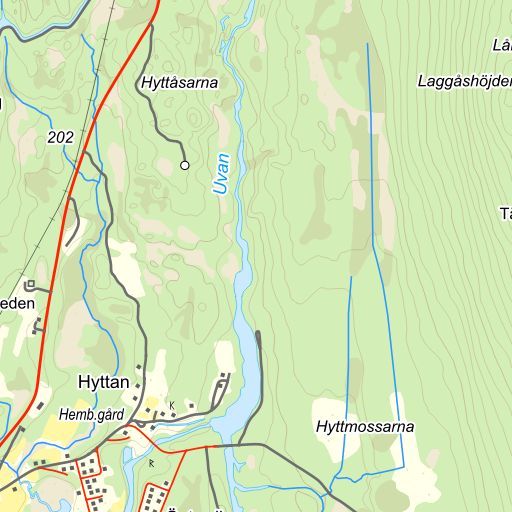 Hyttåsarna
Laggåshöjden
202
Uvan
Hyttan
Hemb.gård
K
Hyttmossarna